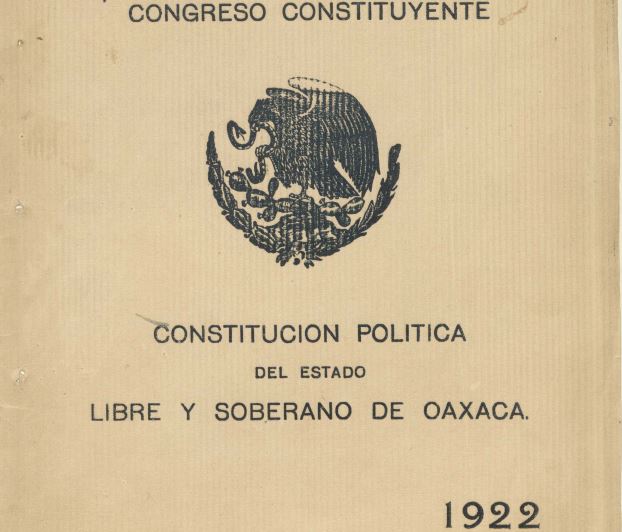 CONGRESO CONSTITUYENTE
CONSTITUCION POLITICA
DEL ESTADO
LIBRE Y SOBERANO DE OAXACA.
1922